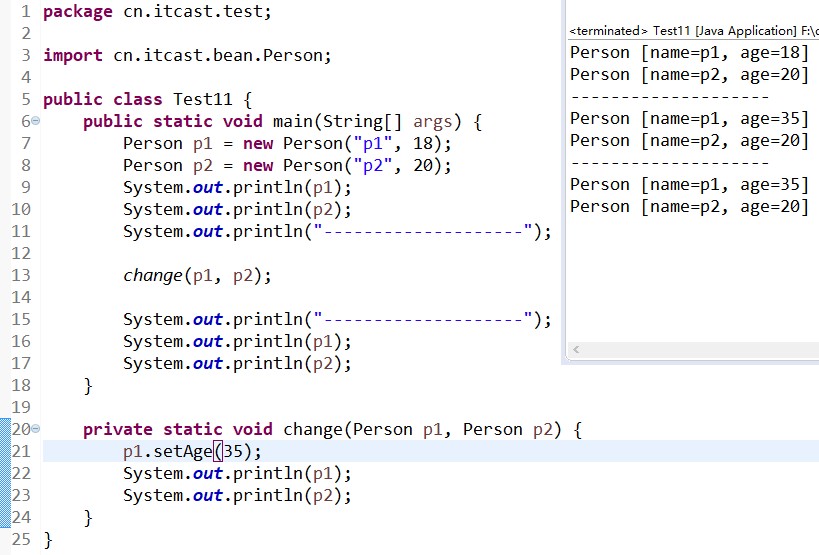 1 package cn.itcast.test;
2
3 import cn.itcast.bean.Person;
4
5 public class Test11 {
6     public static void main(String[] args) {
7         Person p1 = new Person("p1", 18);
8         Person p2 = new Person("p2", 20);
9         System.out.println(p1);
10         System.out.println(p2);
11         System.out.println("--------------------");
12
13         change(p1, p2);
14
15         System.out.println("--------------------");
16         System.out.println(p1);
17         System.out.println(p2);
18     }
19
20     private static void change(Person p1, Person p2) {
21         p1.setAge(35);
22         System.out.println(p1);
23         System.out.println(p2);
24     }
25 }
<terminated> Test11 [Java Application] F:\
Person [name=p1, age=18]
Person [name=p2, age=20]
--------------------
Person [name=p1, age=35]
Person [name=p2, age=20]
--------------------
Person [name=p1, age=35]
Person [name=p2, age=20]